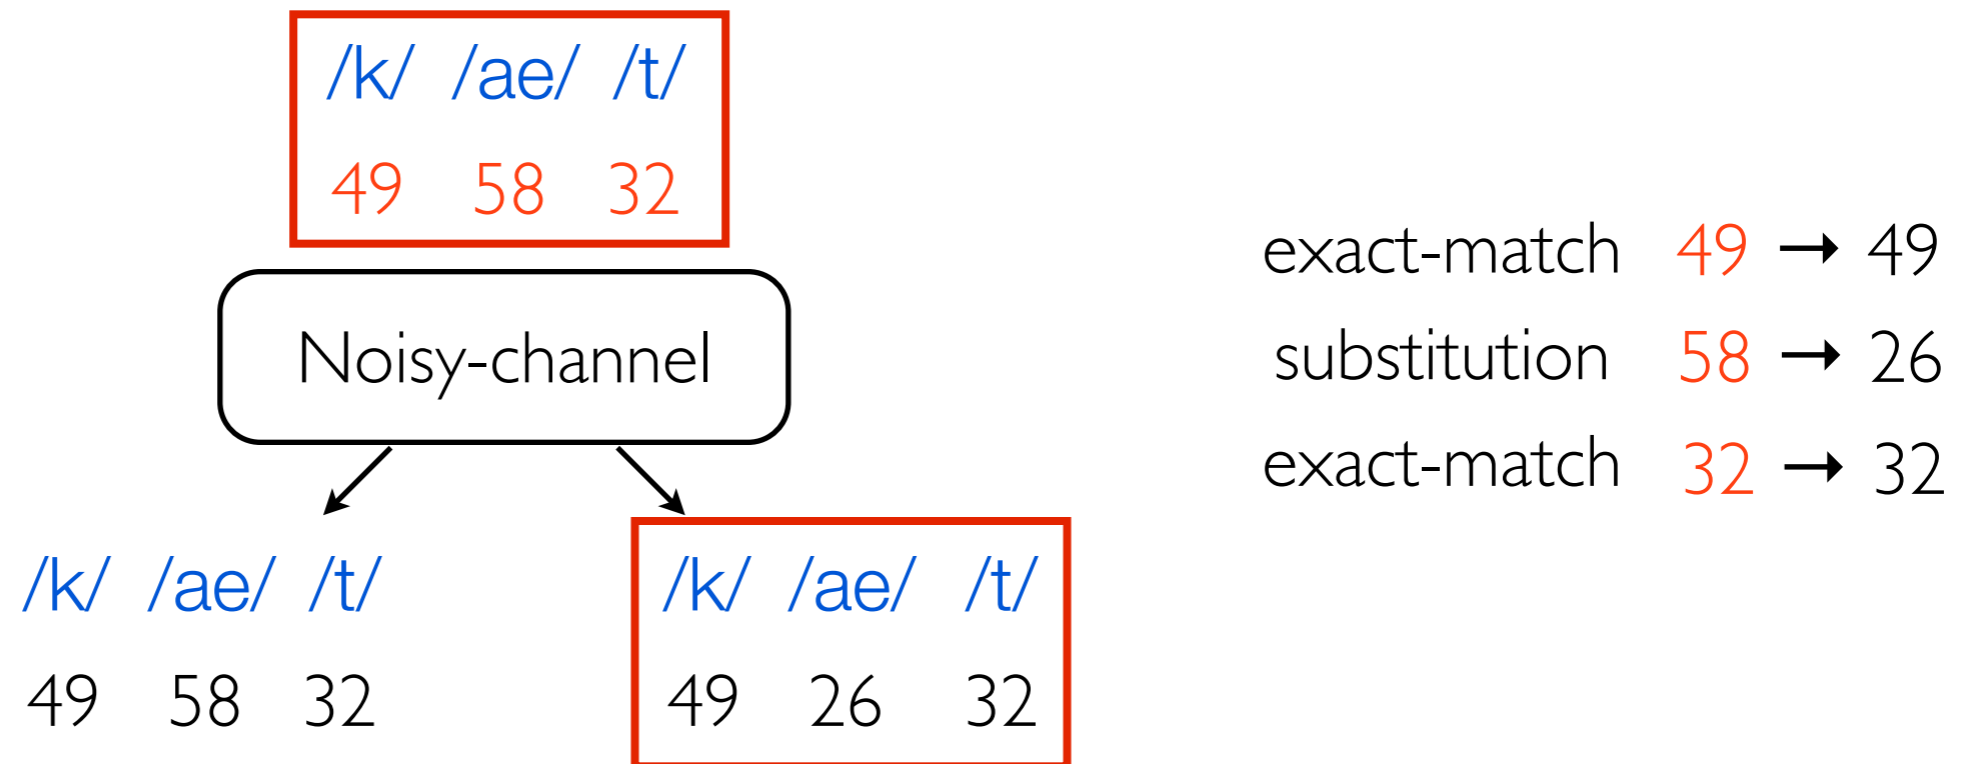 /k/ /ae/ /t/
49 58 32
Noisy-channel
/k/ /ae/ /t/
49 58 32
/k/ /ae/ /t/
49 26 32
exact-match 49 → 49
substitution 58 → 26
exact-match 32 → 32